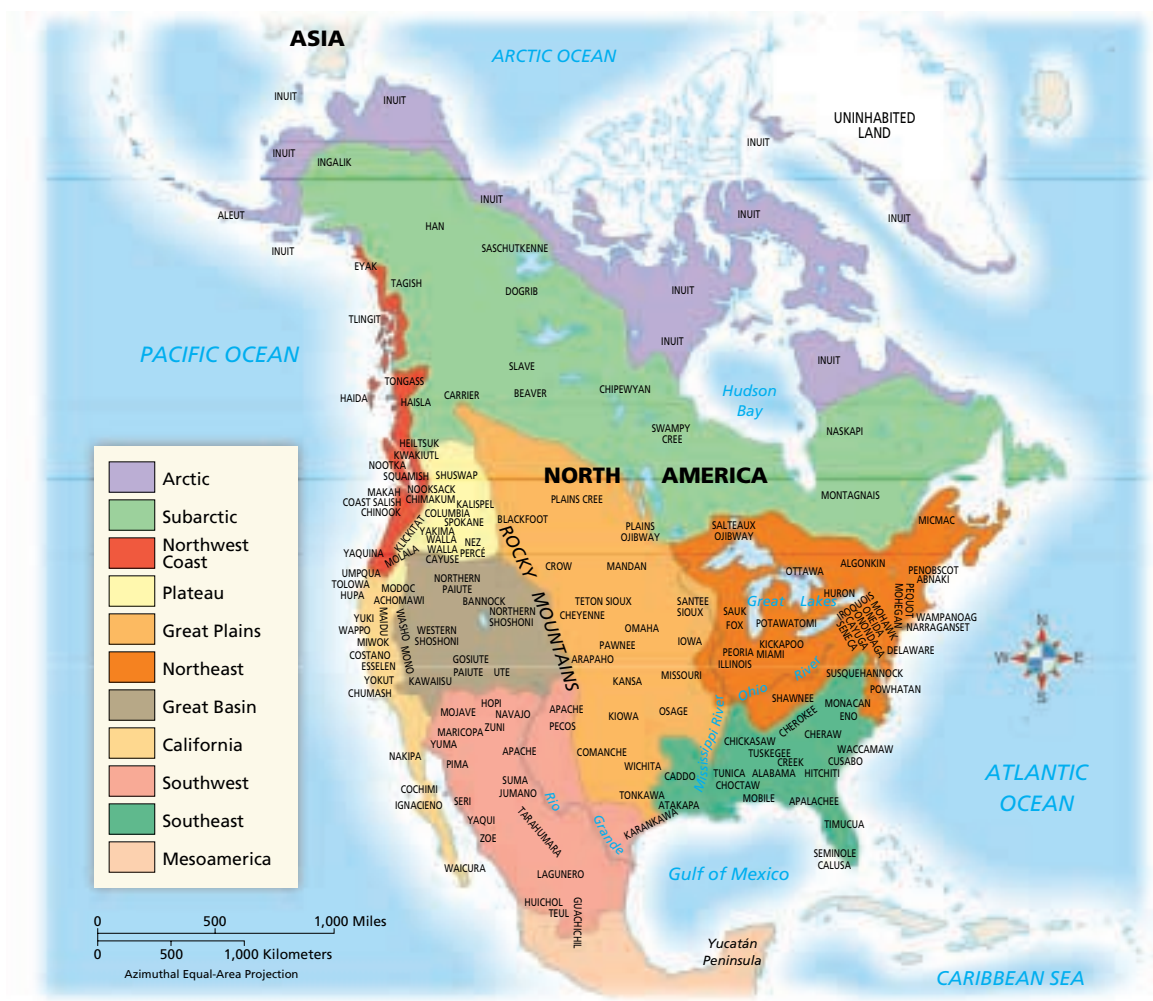 ASIA
ARCTIC OCEAN
INUIT
INUIT
UNINHABITED
LAND
INUIT
INUIT
INGALIK
INUIT
INUIT
INUIT
ALEUT
HAN
INUIT
SASCHUTKENNE
EYAK
TAGISH
DOGRIB
INUIT
TLINGIT
INUIT
PACIFIC OCEAN
INUIT
SLAVE
TONGASS
HAIDA
HAISLA
CARRIER
BEAVER
CHIPEWYAN
Hudson
Bay
SWAMPY
CREE
NASKAPI
HEILTSUK
KWAKIUTL
NOOTKA
SQUAMISH
SHUSWAP
NORTH AMERICA
MAKAH
NOOKSACK
COAST SALISH
CHIMAKUM
KALISPEL
CHINOOK
COLUMBIA
SPOKANE
PLAINS CREE
MONTAGNAIS
BLACKFOOT
KLICKITAT
YAKIMA
WALLA
WALLA
NEZ
PERCÉ
CAYUSE
PLAINS
OJIBWAY
SALTEAUX
OJIBWAY
MICMAC
YAQUINA
MOLALA
ROCKY MOUNTAINS
CROW
MANDAN
OTTAWA
ALGONKIN
PENOBSCOT
ABNAKI
UMPQUA
TOLOWA
HUPA
MODOC
ACHOMAWI
NORTHERN
PAIUTE
BANNOCK
NORTHERN
SHOSHONI
TETON SIOUX
CHEYENNE
SANTEE
SIOUX
Great Lakes
HURON
IROQUOIS
MOHAWK
ONEIDA
ONONDAGA
CAYUGA
SENECA
PEQUOT
MOHEGAN
WAMPANOAG
NARRAGANSET
YUKI
WAPPO
MIWOK
COSTANO
ESSELEN
YOKUT
CHUMASH
MAIDU
WASHO
MONO
WESTERN
SHOSHONI
OMAHA
SAUK
FOX
POTAWATOMI
PAWNEE
IOWA
PEORIA
ILLINOIS
KICKAPOO
MIAMI
DELAWARE
GOSIUTE
PAIUTE
UTE
KAWAIISU
ARAPAHO
KANSA
MISSOURI
Ohio River
SUSQUEHANNOCK
POWHATAN
HOPI
MOJAVE
NAVAJO
ZUNI
MARICOPA
YUMA
APACHE
PECOS
KIOWA
OSAGE
SHAWNEE
MONACAN
ENO
Mississippi River
CHEROKEE
CHERAW
NAKIPA
PIMA
APACHE
COMANCHE
WICHITA
CHICKASAW
TUSKEGEE
CREEK
WACCAMAW
CUSABO
COCHIMI
IGNACIENO
SERI
SUMA
JUMANO
CADDO
TUNICA
ALABAMA
HITCHITI
CHOCTAW
TONKAWA
ATAKAPA
MOBILE
APALACHEE
YAQUI
ZOE
Rio Grande
KARANKAWA
TARAHUMARA
TIMUCUA
SEMINOLE
CALUSA
WAICURA
LAGUNERO
Gulf of Mexico
ATLANTIC
OCEAN
HUICHOL
TEUL
GUACHICHIL
Yucatán
Peninsula
CARIBBEAN SEA
N
W E
S
Arctic
Subarctic
Northwest
Coast
Plateau
Great Plains
Northeast
Great Basin
California
Southwest
Southeast
Mesoamerica
0 500 1,000 Miles
0 500 1,000 Kilometers
Azimuthal Equal-Area Projection